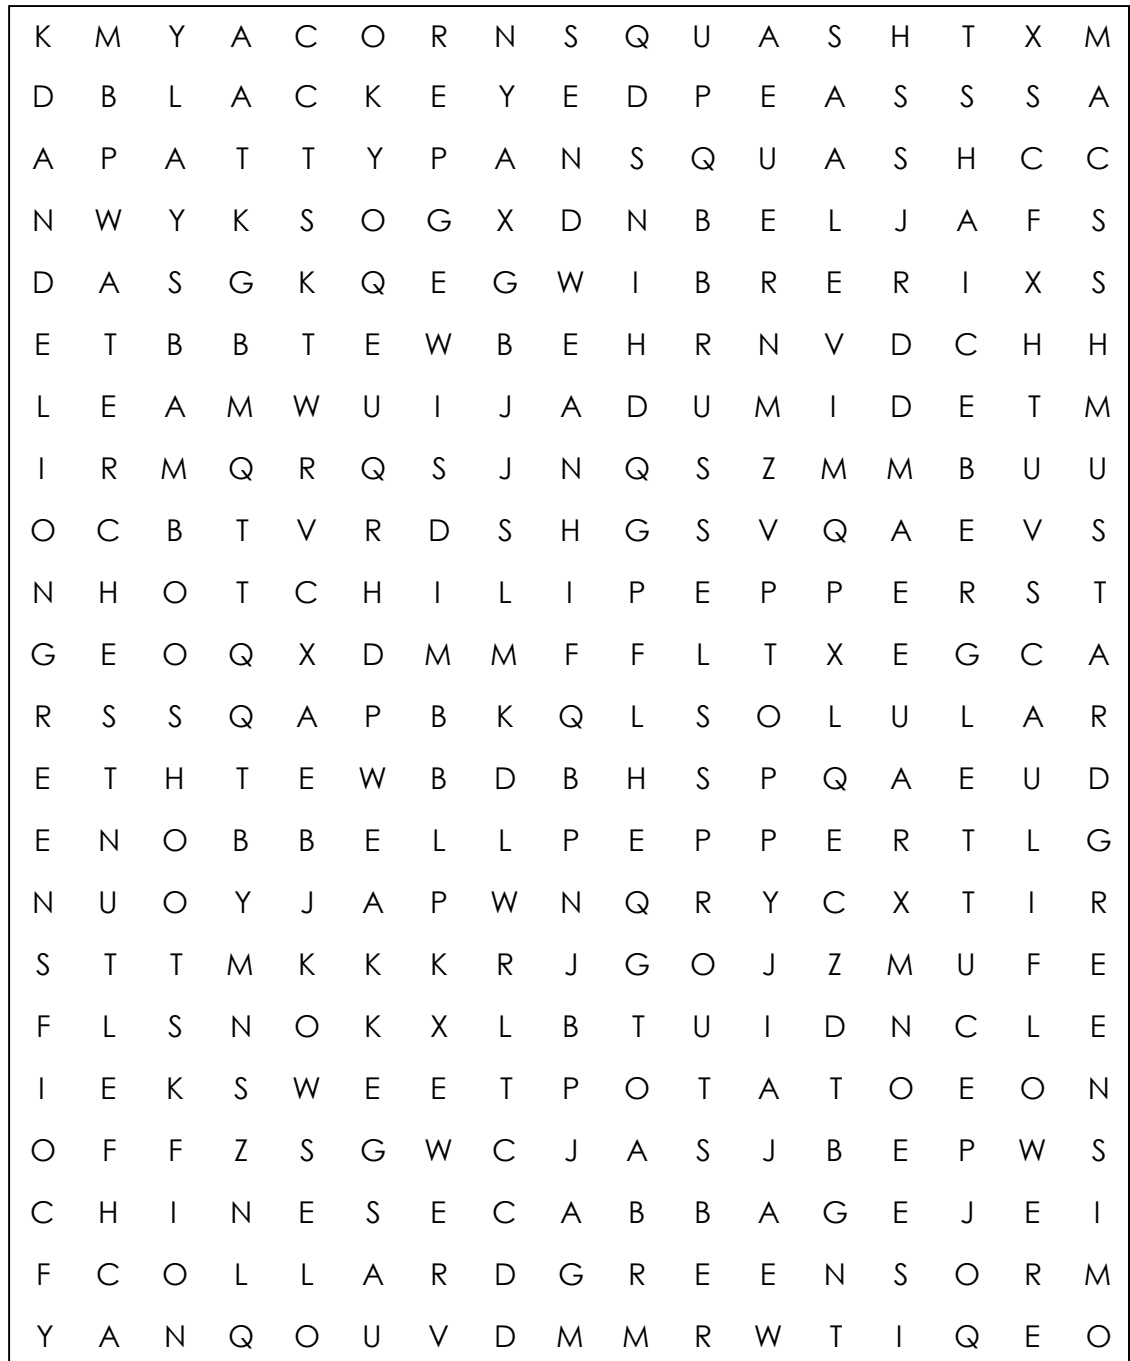 K M Y A C O R N S Q U A S H T X M
D B L A C K E Y E D P E A S S S A
A P A T T Y P A N S Q U A S H C C
N W Y K S O G X D N B E L J A F S
D A S G K Q E G W I B R E R I X S
E T B B T E W B E H R N V D C H H
L E A M W U I J A D U M I D E T M
I R M Q R Q S J N Q S Z M M B U U
O C B T V R D S H G S V Q A E V S
N H O T C H I L I P E P P E R S T
G E O Q X D M M F F L T X E G C A
R S S Q A P B K Q L S O L U L A R
E T H T E W B D B H S P Q A E U D
E N O B B E L L P E P P E R T L G
N U O Y J A P W N Q R Y C X T I R
S T T M K K K R J G O J Z M U F E
F L S N O K X L B T U I D N C L E
I E K S W E E T P O T A T O E O N
O F F Z S G W C J A S J B E P W S
C H I N E S E C A B B A G E J E I
F C O L L A R D G R E E N S O R M
Y A N Q O U V D M M R W T I Q E O